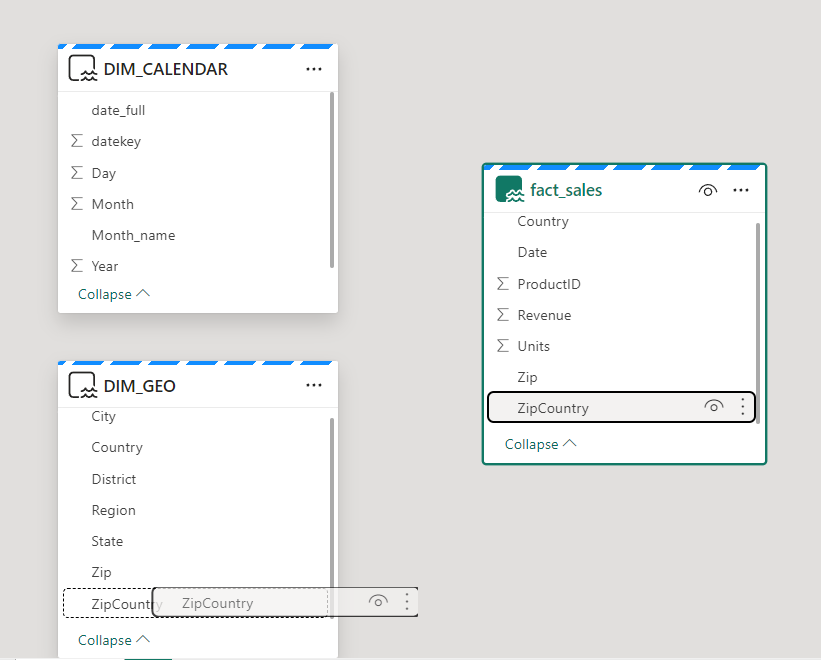 DIM_CALENDAR
date_full
datekey
Day
Month
Month_name
Year
Collapse
DIM_GEO
City
Country
District
Region
State
Zip
ZipCountry
ZipCountry
Collapse
fact_sales
Country
Date
ProductID
Revenue
Units
Zip
ZipCountry
Collapse